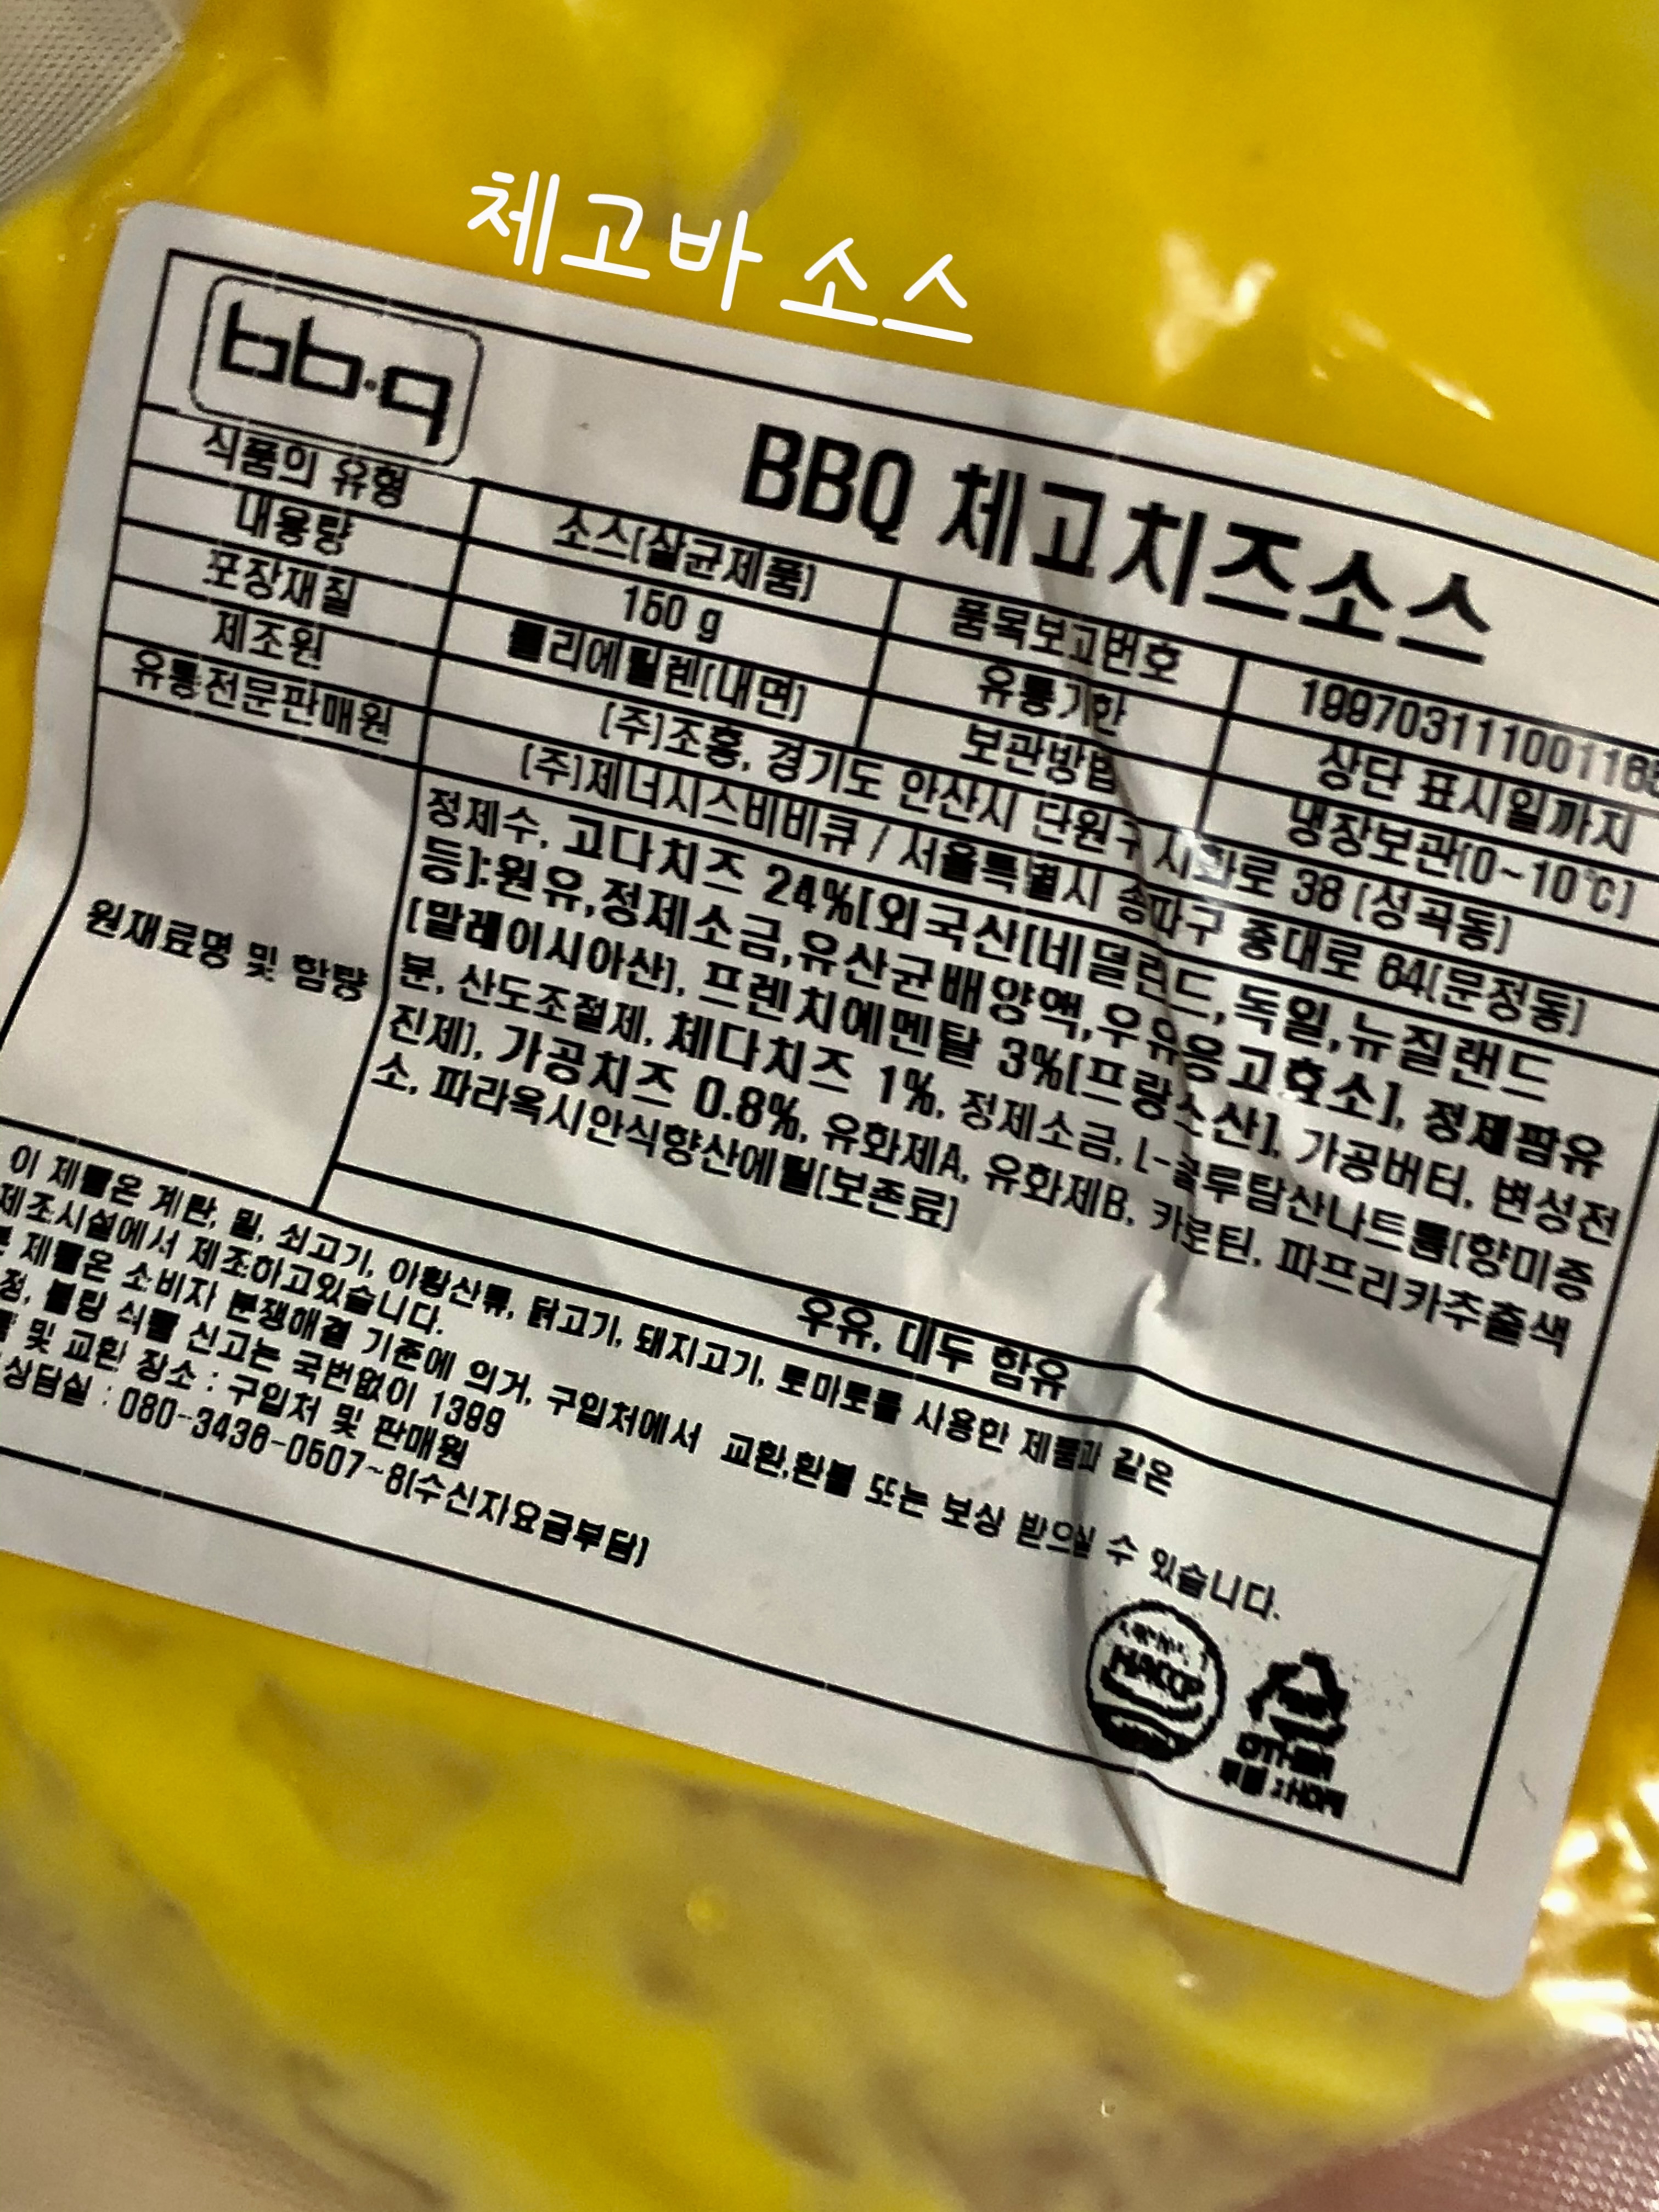 체고바 소스
bb.q
BBQ 체고치즈소스
식품의 유형 소스(살균제품) 품목보고번호 1997031110011
내용량 150 g 유통기한 상단 표시일까지
포장재질 폴리에틸렌(내면) 보관방법 냉장보관(0~10℃)
제조원 (주)조흥, 경기도 안산시 단원구 시화로 38 (성곡동)
유통전문판매원 (주)제너시스비비큐 / 서울특별시 송파구 중대로 64(문정동)
원재료명 및 함량
정제수, 고다치즈 24%[외국산(네덜란드,독일,뉴질랜드
등):원유,정제소금,유산균배양액,우유응고효소], 정제팜유
(말레이시아산), 프렌치에멘탈 3%(프랑스산), 가공버터, 변성전
분, 산도조절제, 체다치즈 1%, 정제소금, L-글루탐산나트륨(향미증
진제), 가공치즈 0.8%, 유화제A, 유화제B, 카로틴, 파프리카추출색
소, 파라옥시안식향산에틸(보존료)
우유, 대두 함유
이 제품은 계란, 밀, 쇠고기, 아황산류, 닭고기, 돼지고기, 토마토를 사용한 제품과 같은
제조시설에서 제조하고있습니다.
제품은 소비자 분쟁해결 기준에 의거, 구입처에서 교환,환불 또는 보상 받으실 수 있습니다.
불량 식품 신고는 국번없이 1399
및 교환 장소 : 구입처 및 판매원
상담실 : 080-3436-0507~8(수신자요금부담)
HACCP